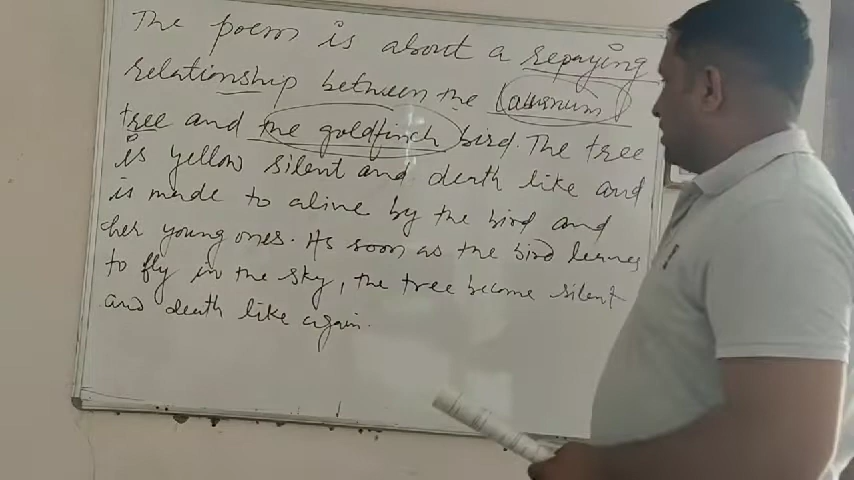 The poem is about a repaying
relationship between the laburnum
tree and the goldfinch bird. The tree
is yellow silent and death like and
is made to alive by the bird and
her young ones. As soon as the bird leaves
to fly in the sky, the tree become silent
and death like again.